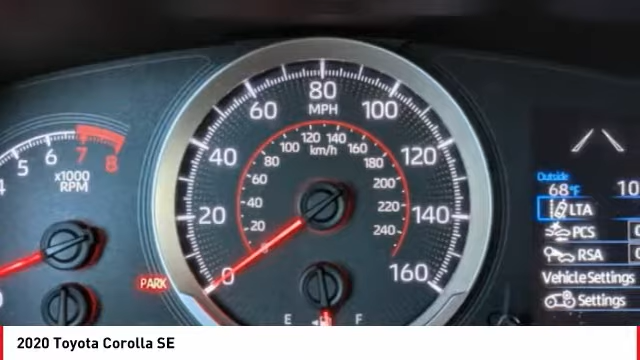 80
MPH
60
100
40
120
20
140
0
160
120 140
100
160
km/h
80
180
60
200
40
220
20
240
5
6
7
8
x1000
RPM
PARK
E
F
Outside
68°F
10
LTA
PCS
RSA
Vehicle Settings
Settings
2020 Toyota Corolla SE